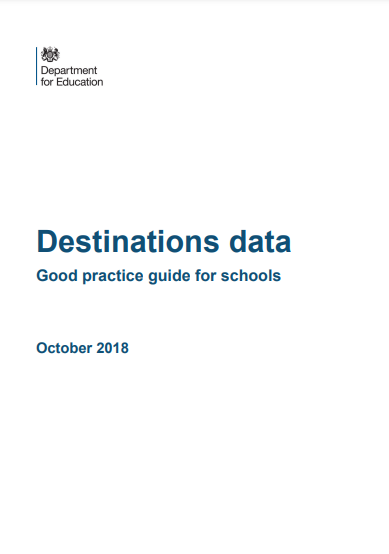 Department
for Education
Destinations data
Good practice guide for schools
October 2018